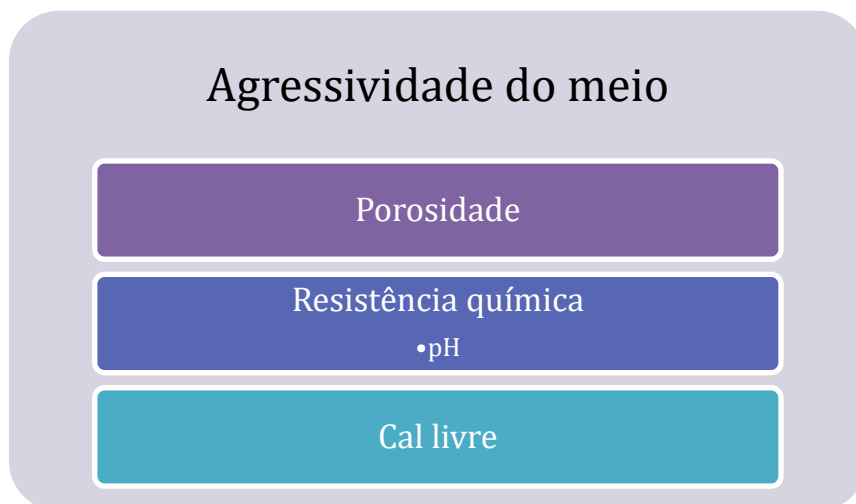 Agressividade do meio
Porosidade
Resistência química
•pH
Cal livre